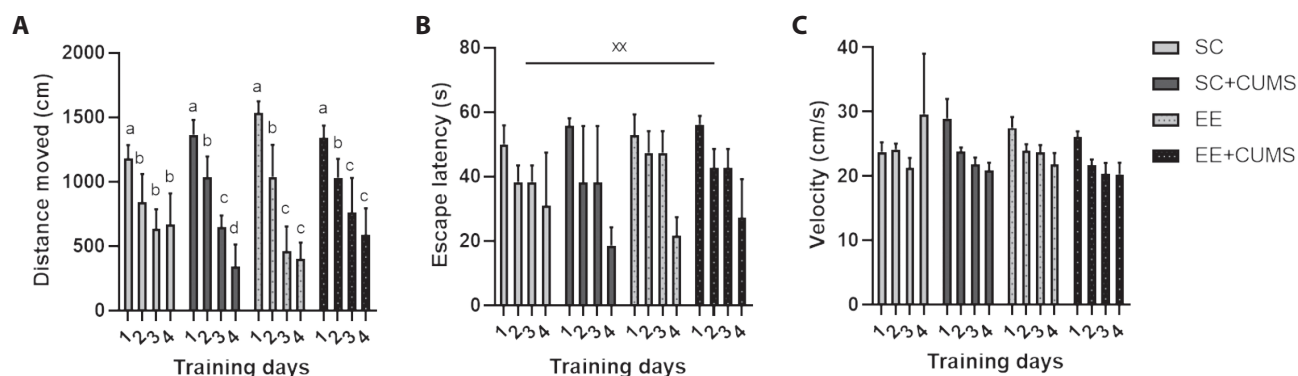 A
Distance moved (cm)
2000
1500
1000
500
0
a b b b
a b c d
a b c c
a b c c
1 2 3 4 1 2 3 4 1 2 3 4 1 2 3 4
Training days
B
Escape latency (s)
80
60
40
20
0
xx
1 2 3 4 1 2 3 4 1 2 3 4 1 2 3 4
Training days
C
Velocity (cm/s)
40
30
20
10
0
1 2 3 4 1 2 3 4 1 2 3 4 1 2 3 4
Training days
SC
SC+CUMS
EE
EE+CUMS